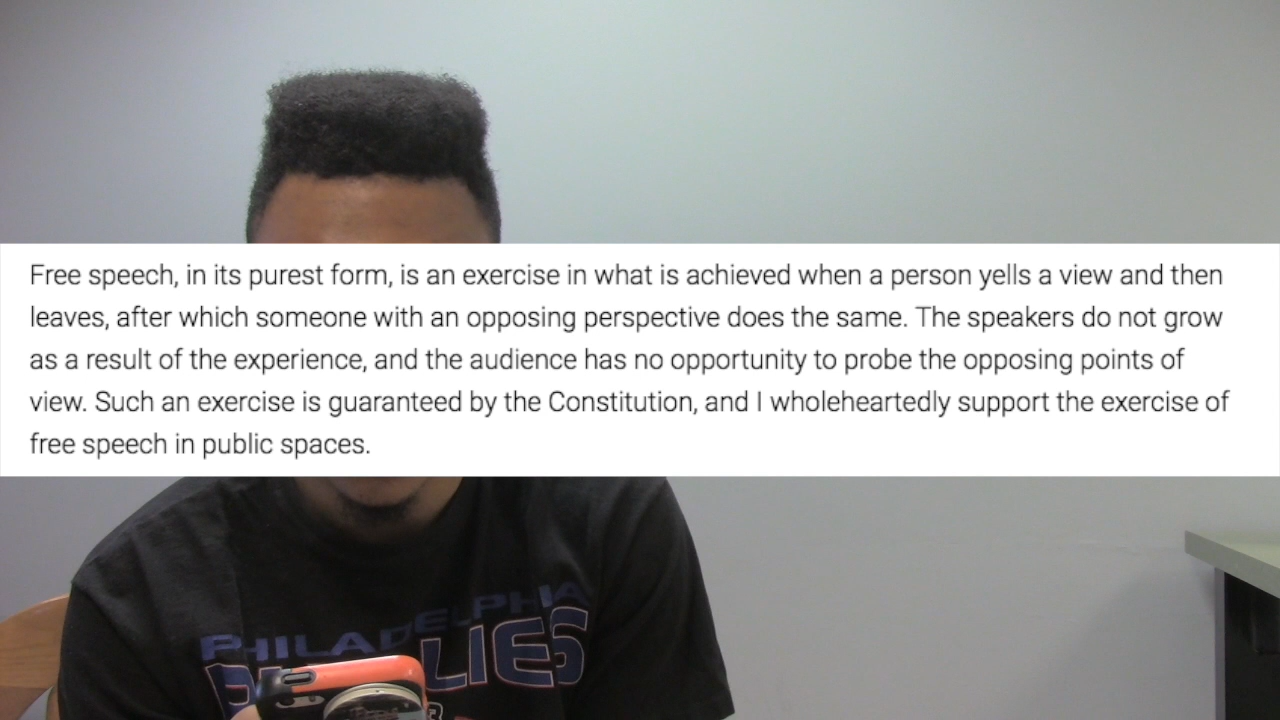 Free speech, in its purest form, is an exercise in what is achieved when a person yells a view and then
leaves, after which someone with an opposing perspective does the same. The speakers do not grow
as a result of the experience, and the audience has no opportunity to probe the opposing points of
view. Such an exercise is guaranteed by the Constitution, and I wholeheartedly support the exercise of
free speech in public spaces.
PHILADELPHIA
LIES